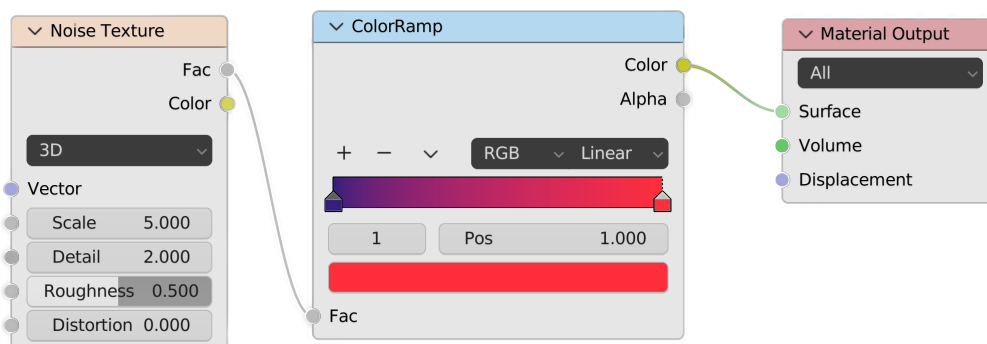 Noise Texture
Fac
Color
3D
Vector
Scale 5.000
Detail 2.000
Roughness 0.500
Distortion 0.000
ColorRamp
Color
Alpha
RGB Linear
1 Pos 1.000
Fac
Material Output
All
Surface
Volume
Displacement